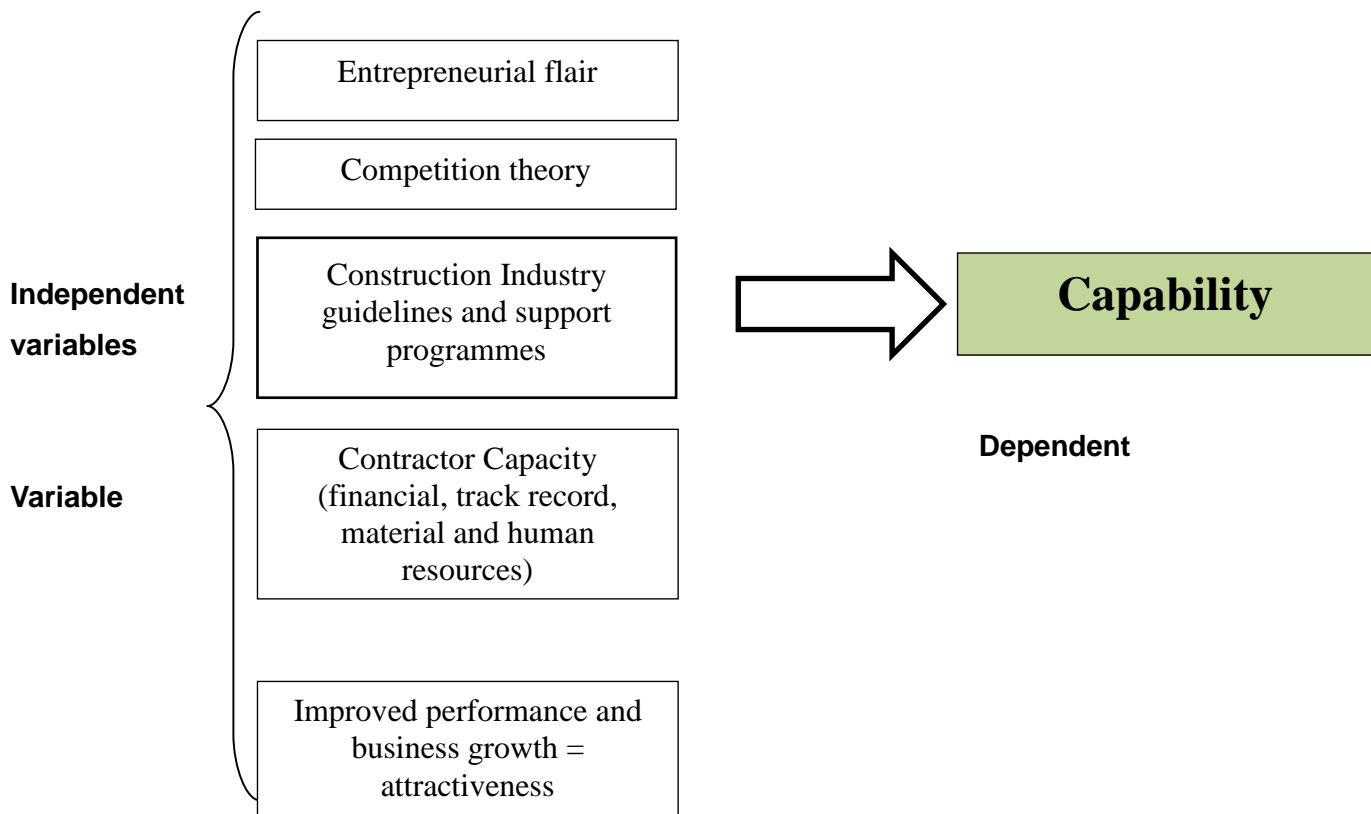 Entrepreneurial flair
Competition theory
Independent
variables
Construction Industry
guidelines and support
programmes
Capability
Dependent
Variable
Contractor Capacity
(financial, track record,
material and human
resources)
Improved performance and
business growth =
attractiveness